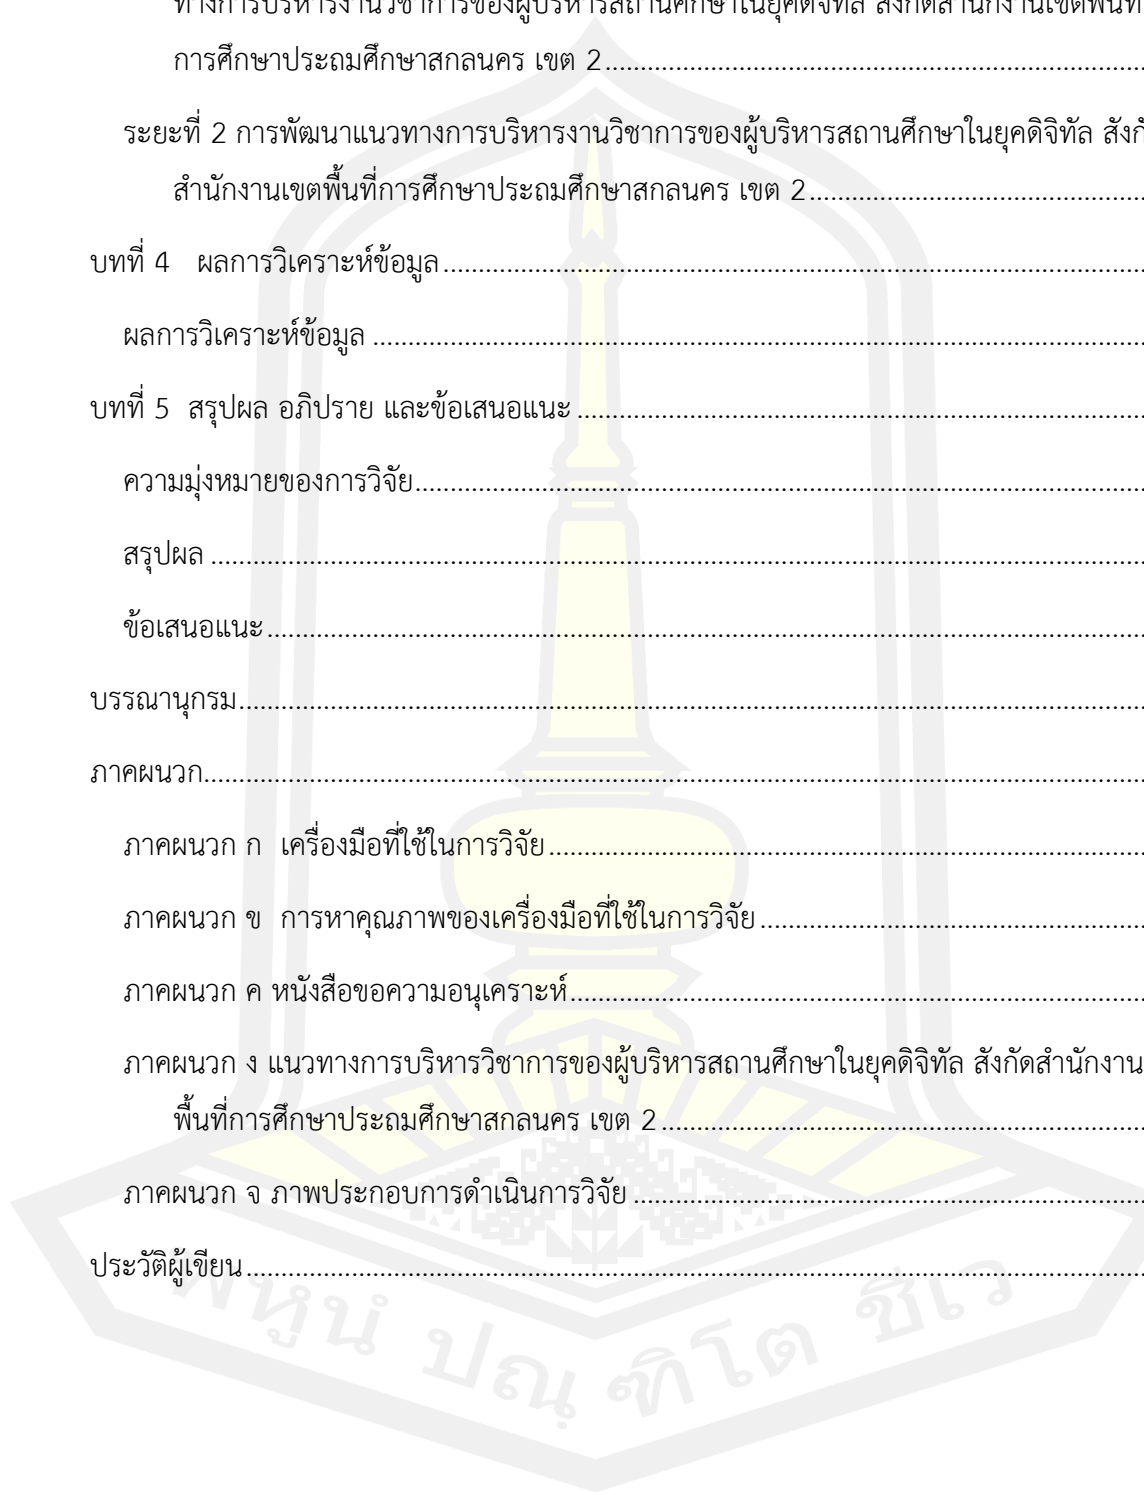 ทางการบริหารงานวิชาการของผู้บริหารสถานศึกษาในยุคดิจิทัล สังกัดสำนักงานเขตพื้นที่
การศึกษาประถมศึกษาสกลนคร เขต 2
ระยะที่ 2 การพัฒนาแนวทางการบริหารงานวิชาการของผู้บริหารสถานศึกษาในยุคดิจิทัล
สำนักงานเขตพื้นที่การศึกษาประถมศึกษาสกลนคร เขต 2
บทที่ 4 ผลการวิเคราะห์ข้อมูล
ผลการวิเคราะห์ข้อมูล
บทที่ 5 สรุปผล อภิปราย และข้อเสนอแนะ
ความมุ่งหมายของการวิจัย
สรุปผล
ข้อเสนอแนะ
บรรณานุกรม
ภาคผนวก
ภาคผนวก ก เครื่องมือที่ใช้ในการวิจัย
ภาคผนวก ข การหาคุณภาพของเครื่องมือที่ใช้ในการวิจัย
ภาคผนวก ค หนังสือขอความอนุเคราะห์
ภาคผนวก ง แนวทางการบริหารวิชาการของผู้บริหารสถานศึกษาในยุคดิจิทัล สังกัดสำนักงาน
พื้นที่การศึกษาประถมศึกษาสกลนคร เขต 2
ภาคผนวก จ ภาพประกอบการดำเนินการวิจัย
ประวัติผู้เขียน
พหูนํ ปณฺฑิโต ชีเว